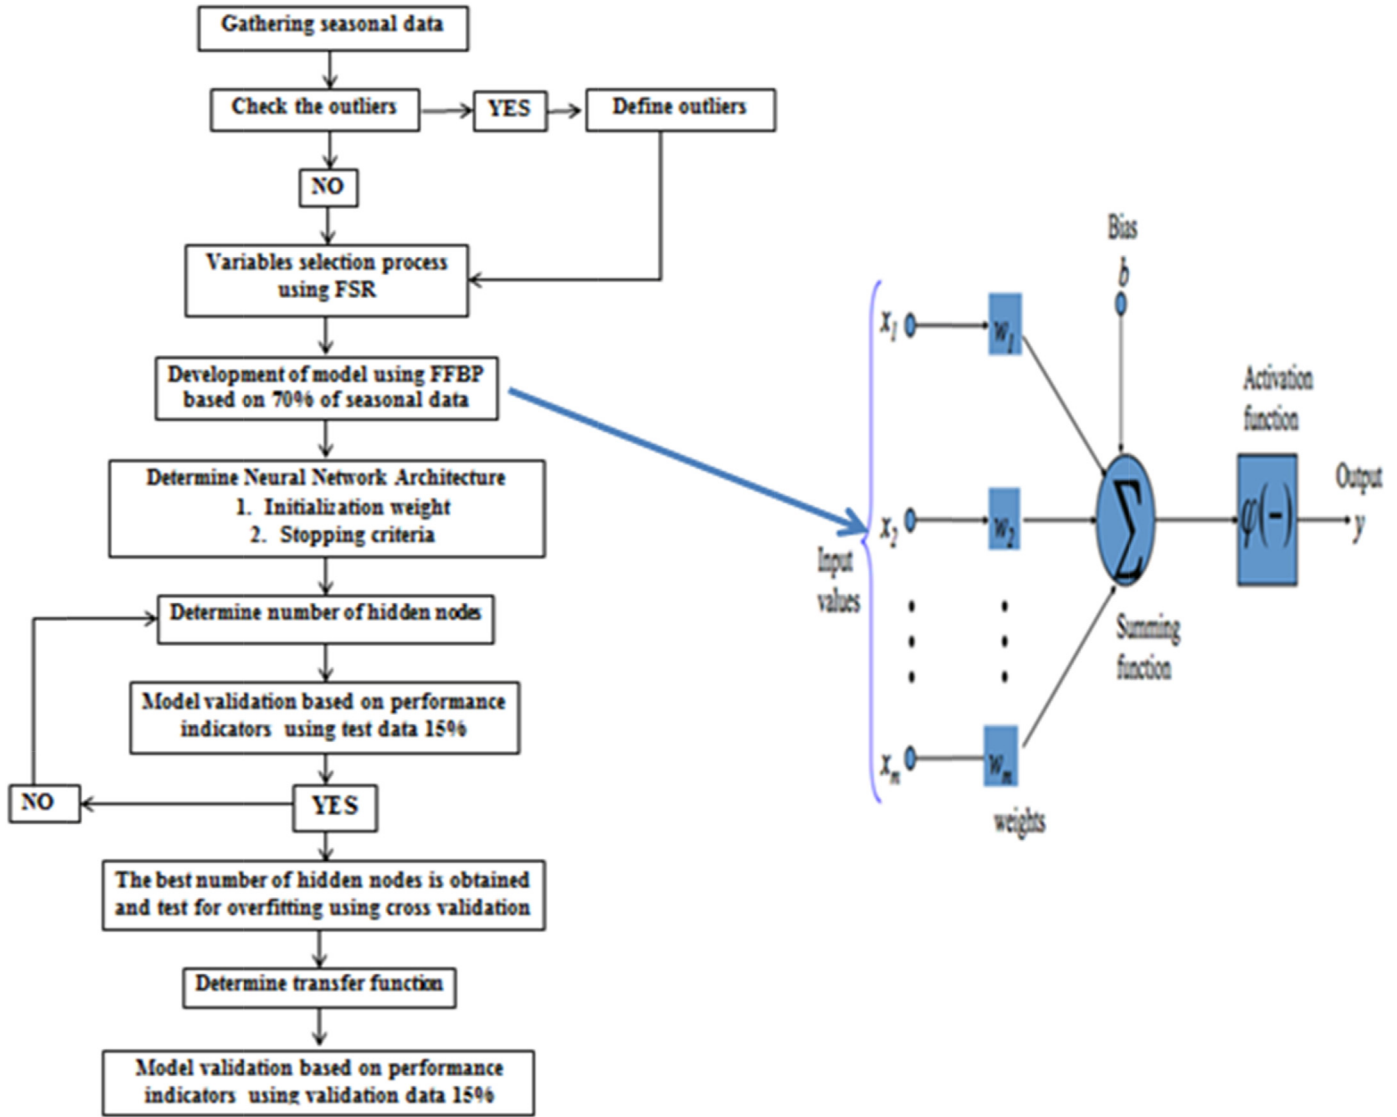 Gathering seasonal data
Check the outliers
YES
Define outliers
NO
Variables selection process
using FSR
Development of model using FFBP
based on 70% of seasonal data
Determine Neural Network Architecture
1. Initialization weight
2. Stopping criteria
Determine number of hidden nodes
Model validation based on performance
indicators using test data 15%
NO
YES
The best number of hidden nodes is obtained
and test for overfitting using cross validation
Determine transfer function
Model validation based on performance
indicators using validation data 15%
Bias
b
x₁
w₁
Activation
function
x₂
w₂
∑
φ(−)
Output
y
Input
values
Summing
function
xₘ
wₘ
weights